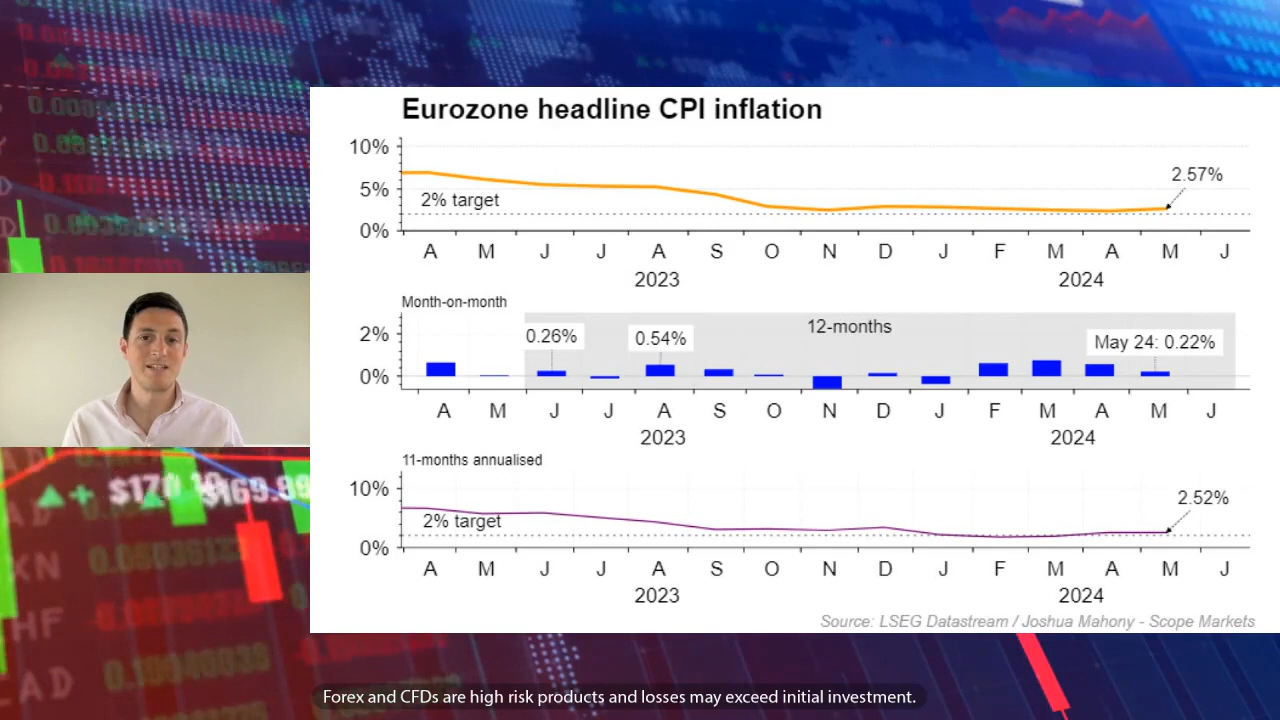 Eurozone headline CPI inflation
10%
5%
0%
2% target
2.57%
A M J J A S O N D J F M A M J
2023 2024
Month-on-month
2%
0%
0.26%
0.54%
12-months
May 24: 0.22%
A M J J A S O N D J F M A M J
2023 2024
11-months annualised
10%
0%
2% target
2.52%
A M J J A S O N D J F M A M J
2023 2024
Source: LSEG Datastream / Joshua Mahony - Scope Markets
Forex and CFDs are high risk products and losses may exceed initial investment.